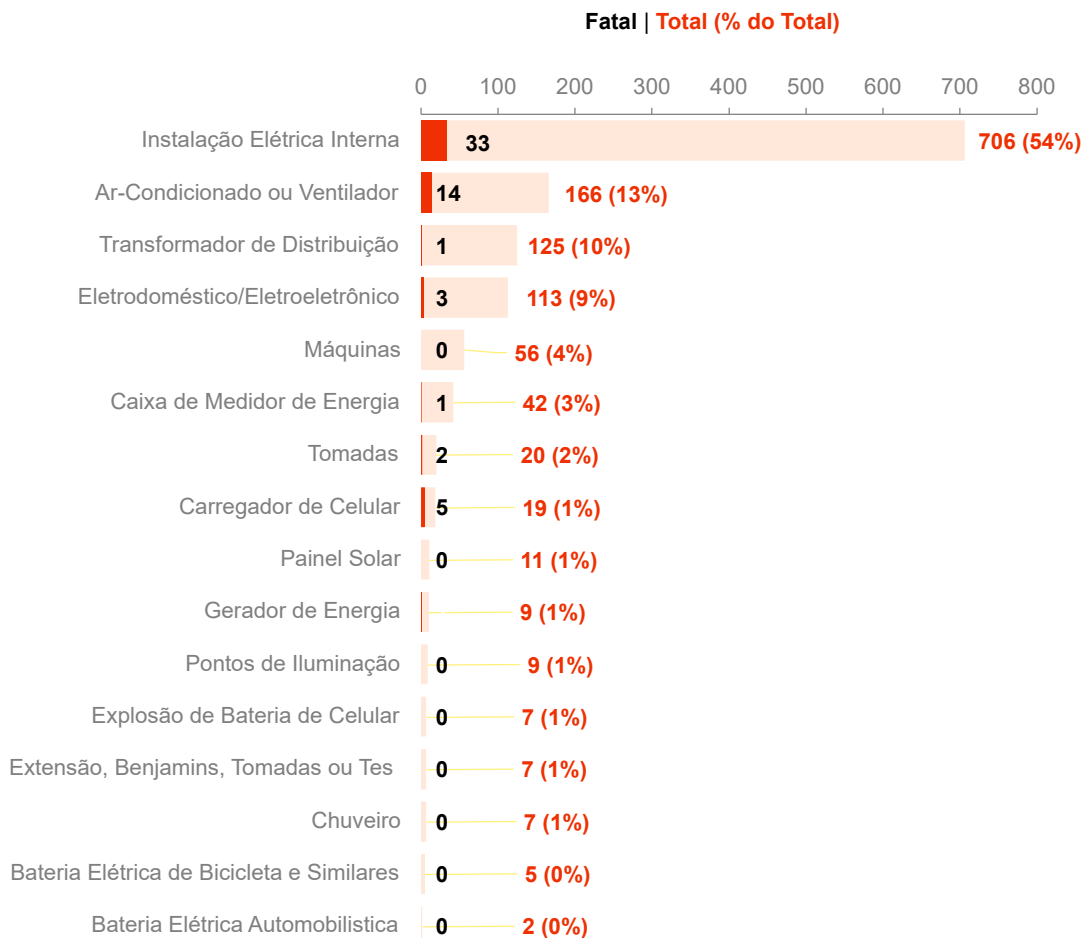 Fatal | Total (% do Total)
0 100 200 300 400 500 600 700 800
Instalação Elétrica Interna 33 706 (54%)
Ar-Condicionado ou Ventilador 14 166 (13%)
Transformador de Distribuição 1 125 (10%)
Eletrodoméstico/Eletroeletrônico 3 113 (9%)
Máquinas 0 56 (4%)
Caixa de Medidor de Energia 1 42 (3%)
Tomadas 2 20 (2%)
Carregador de Celular 5 19 (1%)
Painel Solar 0 11 (1%)
Gerador de Energia 9 (1%)
Pontos de Iluminação 0 9 (1%)
Explosão de Bateria de Celular 0 7 (1%)
Extensão, Benjamins, Tomadas ou Tes 0 7 (1%)
Chuveiro 0 7 (1%)
Bateria Elétrica de Bicicleta e Similares 0 5 (0%)
Bateria Elétrica Automobilistica 0 2 (0%)